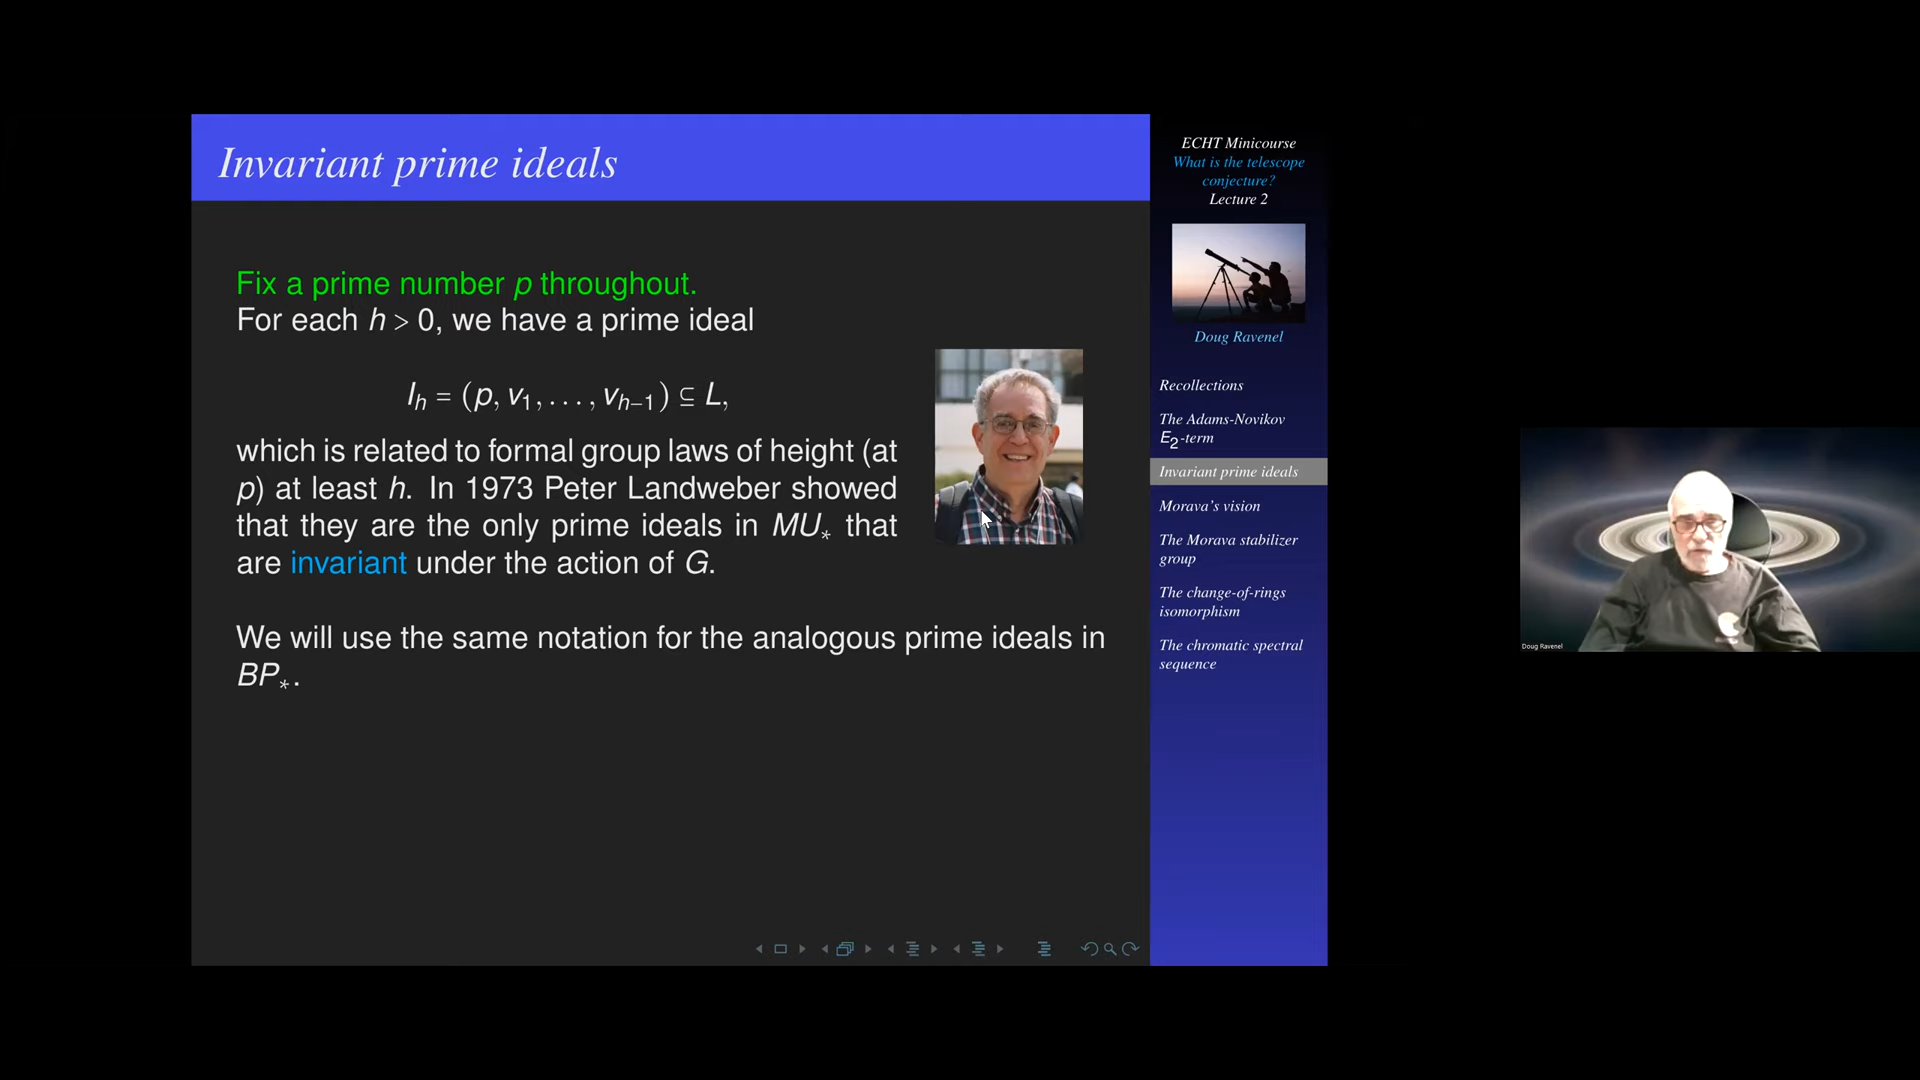 Invariant prime ideals
Fix a prime number p throughout.
For each h > 0, we have a prime ideal
I_h = (p, v_1, . . . , v_{h−1}) ⊆ L,
which is related to formal group laws of height (at
p) at least h. In 1973 Peter Landweber showed
that they are the only prime ideals in MU_* that
are invariant under the action of G.
We will use the same notation for the analogous prime ideals in
BP_*.
ECHT Minicourse
What is the telescope
conjecture?
Lecture 2
Doug Ravenel
Recollections
The Adams-Novikov
E_2-term
Invariant prime ideals
Morava's vision
The Morava stabilizer
group
The change-of-rings
isomorphism
The chromatic spectral
sequence
Doug Ravenel